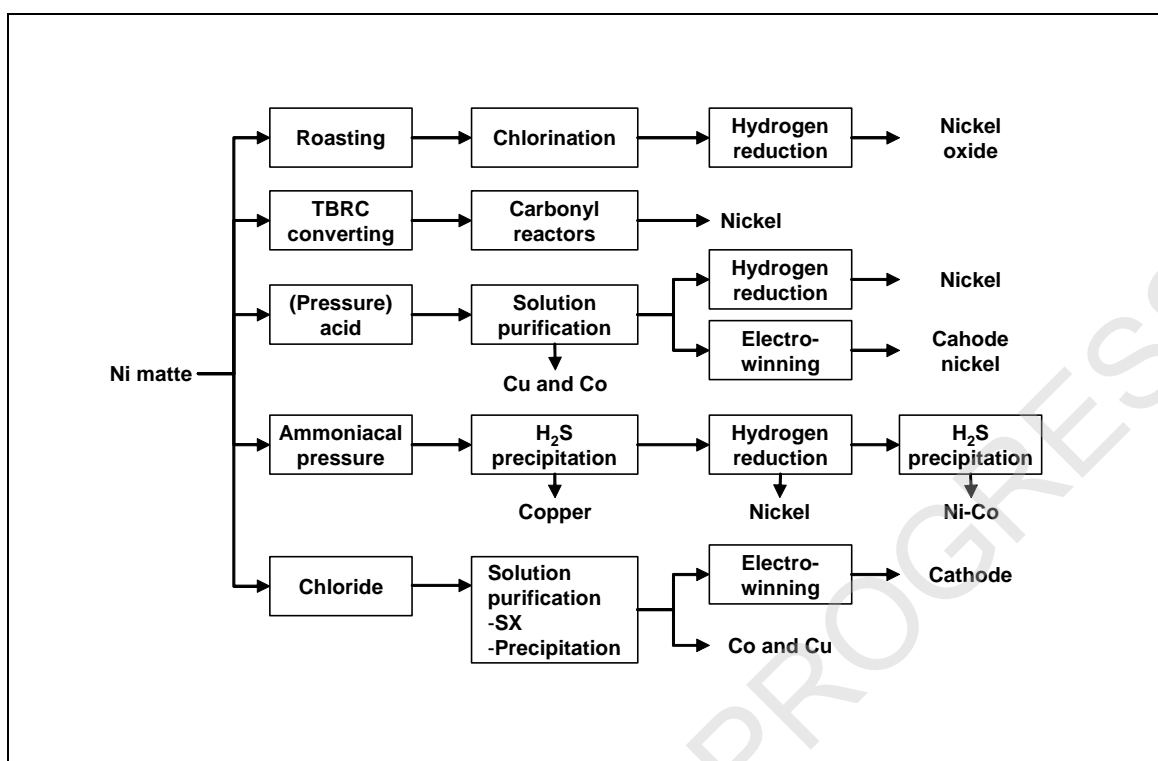 Roasting
Chlorination
Hydrogen
reduction
Nickel
oxide
TBRC
converting
Carbonyl
reactors
Nickel
(Pressure)
acid
Solution
purification
Hydrogen
reduction
Nickel
Electro-
winning
Cahode
nickel
Cu and Co
Ni matte
Ammoniacal
pressure
H₂S
precipitation
Hydrogen
reduction
H₂S
precipitation
Copper
Nickel
Ni-Co
Chloride
Solution
purification
-SX
-Precipitation
Electro-
winning
Cathode
Co and Cu
PROGRESS